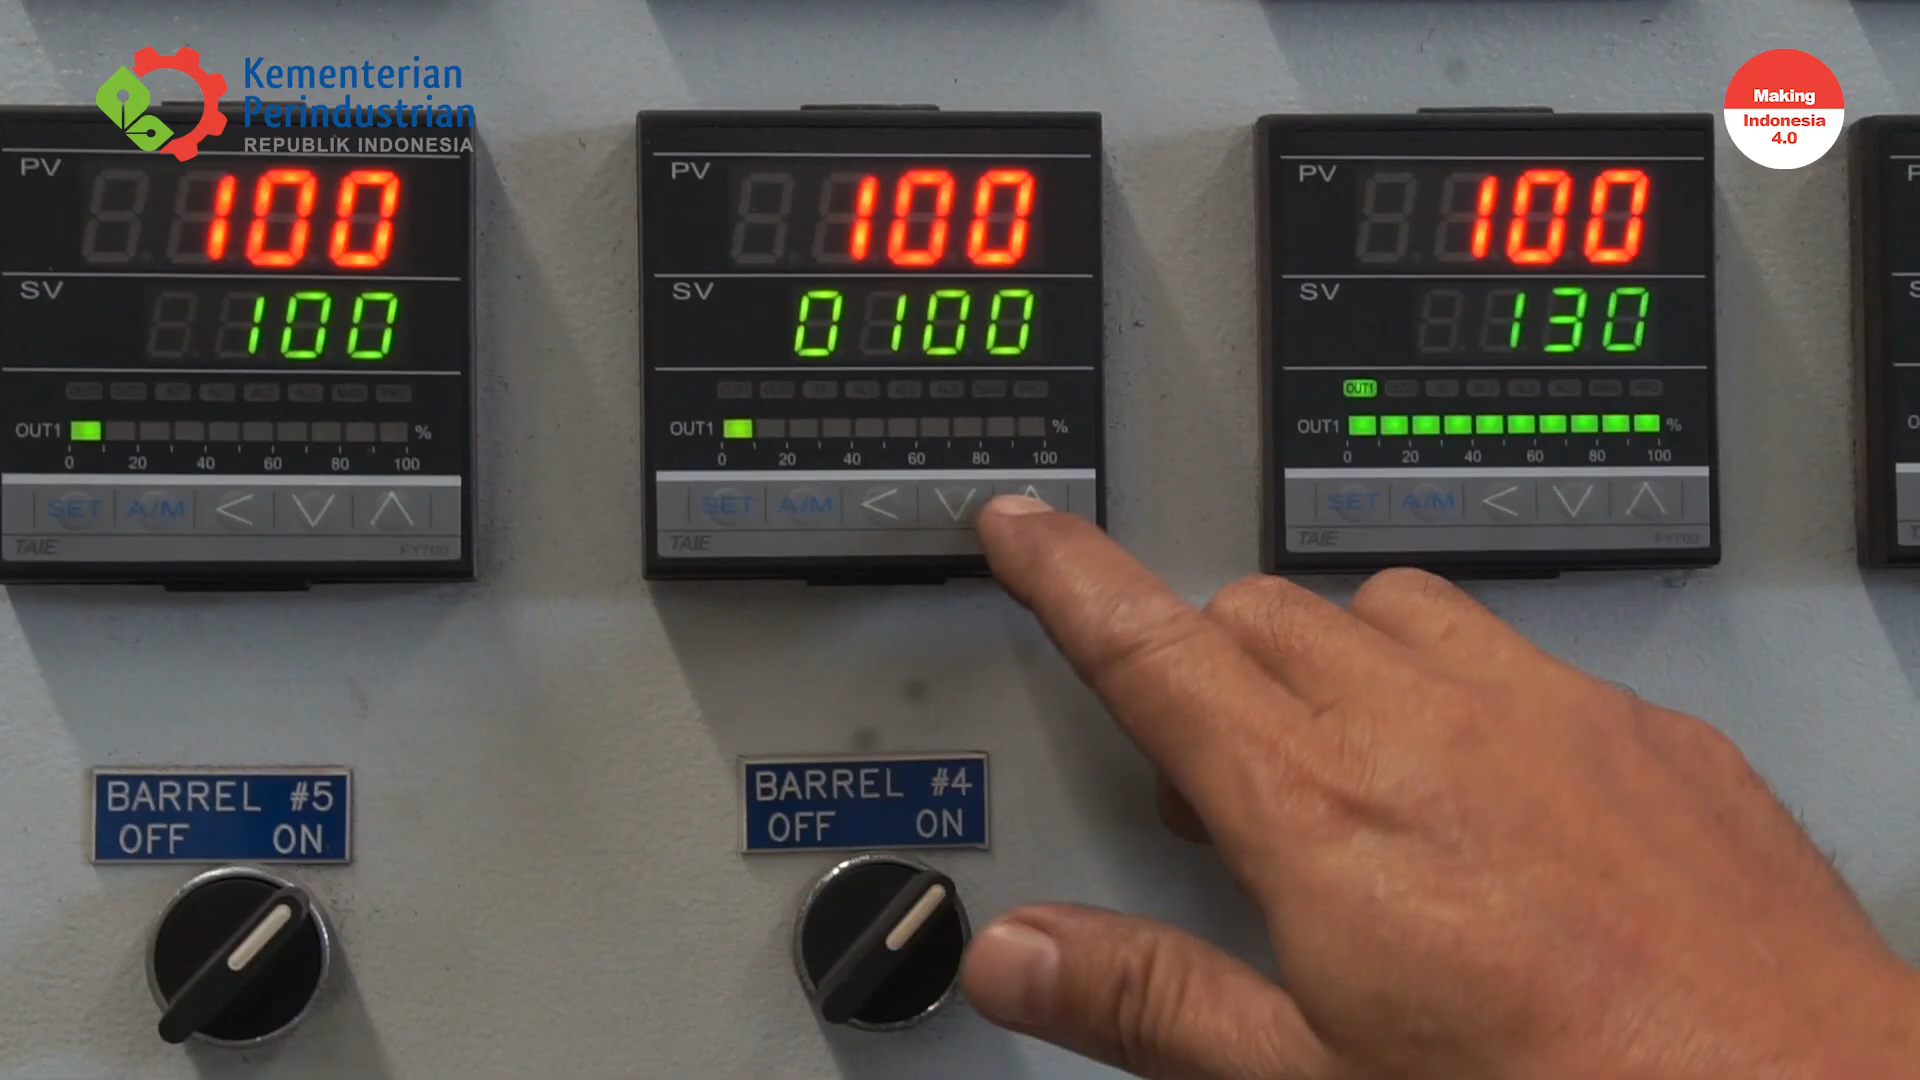 Kementerian
Perindustrian
REPUBLIK INDONESIA
Making
Indonesia
4.0
PV 100
SV 100
OUT1 %
0 20 40 60 80 100
SET A/M
TAIE FY700
PV 100
SV 0100
OUT1 %
0 20 40 60 80 100
SET A/M
TAIE
PV 100
SV 130
OUT1
OUT1 %
0 20 40 60 80 100
SET A/M
TAIE FY700
BARREL #5
OFF ON
BARREL #4
OFF ON